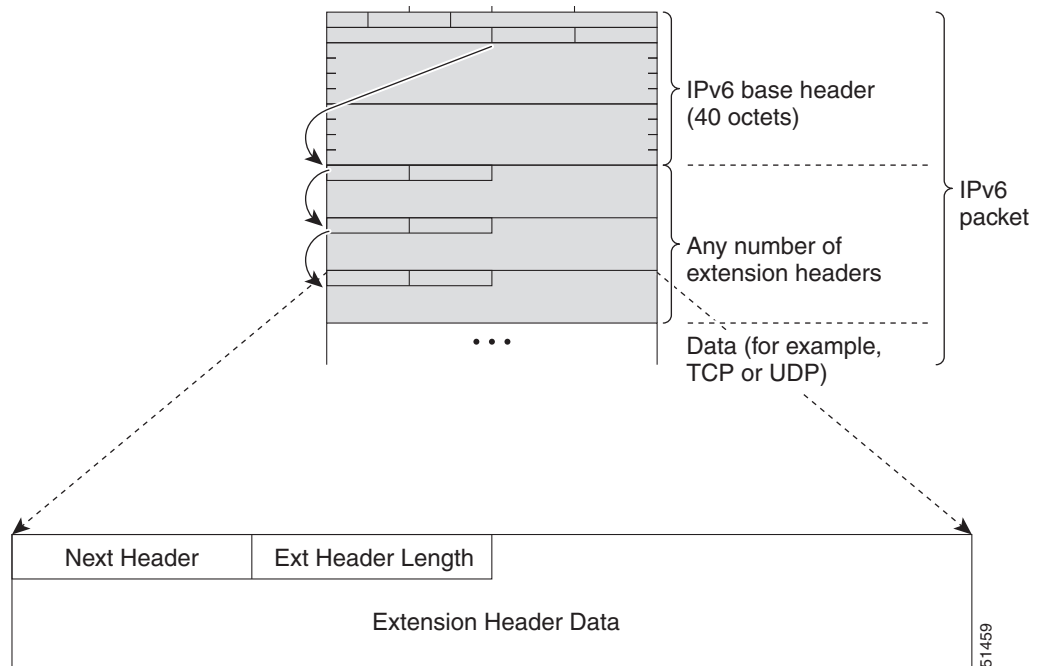 IPv6 base header
(40 octets)
IPv6
packet
Any number of
extension headers
• • •
Data (for example,
TCP or UDP)
Next Header
Ext Header Length
Extension Header Data
51459